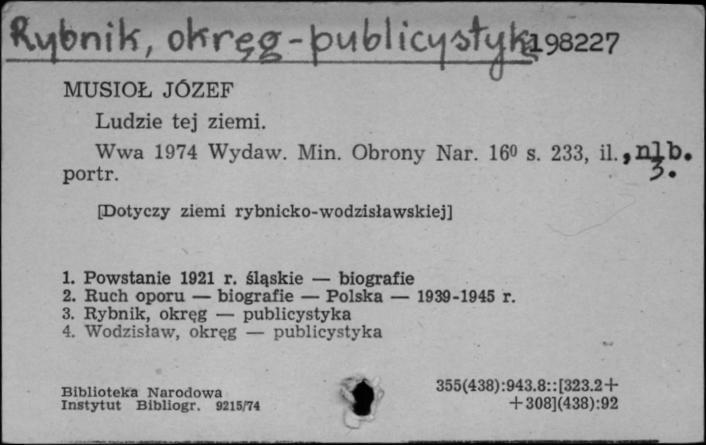 Rybnik, okręg - publicystyka 198227
MUSIOŁ JÓZEF
Ludzie tej ziemi.
Wwa 1974 Wydaw. Min. Obrony Nar. 16⁰ s. 233, il., nlb.
portr. 3.
[Dotyczy ziemi rybnicko-wodzisławskiej]
1. Powstanie 1921 r. śląskie — biografie
2. Ruch oporu — biografie — Polska — 1939-1945 r.
3. Rybnik, okręg — publicystyka
4. Wodzisław, okręg — publicystyka
355(438):943.8::[323.2+
+308](438):92
Biblioteka Narodowa
Instytut Bibliogr. 9215/74